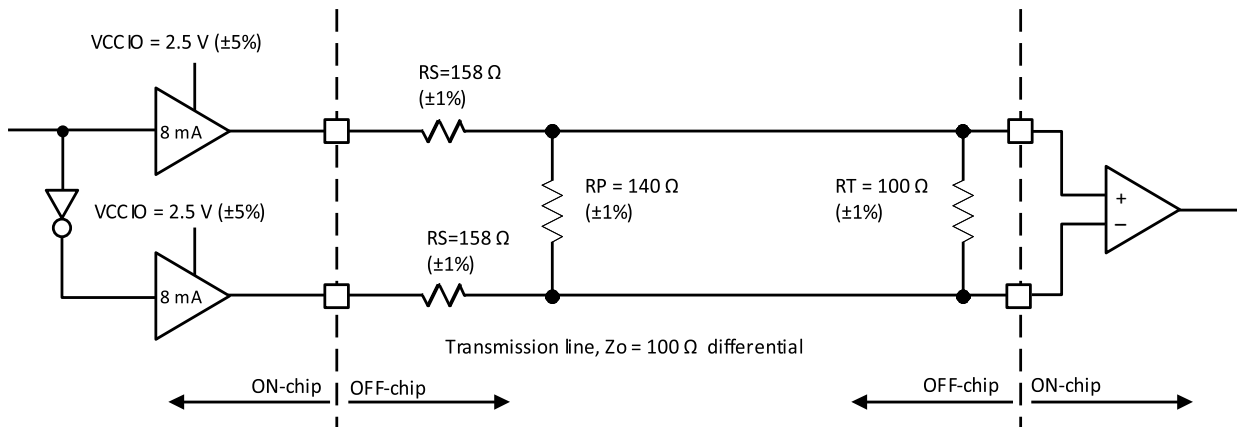 VCCIO = 2.5 V (±5%)
RS=158 Ω
(±1%)
8 mA
RP = 140 Ω
(±1%)
RT = 100 Ω
(±1%)
+
−
VCCIO = 2.5 V (±5%)
RS=158 Ω
(±1%)
8 mA
Transmission line, Zo = 100 Ω differential
ON-chip
OFF-chip
OFF-chip
ON-chip